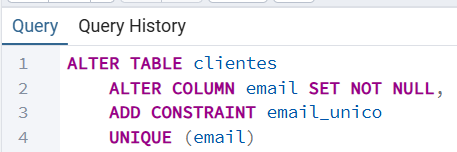 Query Query History
1 ALTER TABLE clientes
2 ALTER COLUMN email SET NOT NULL,
3 ADD CONSTRAINT email_unico
4 UNIQUE (email)